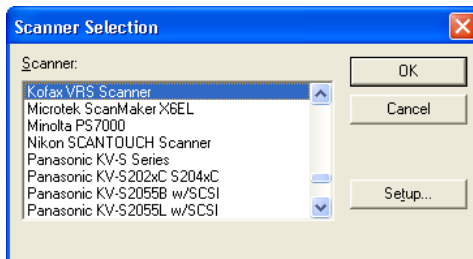 Scanner Selection
Scanner:
Kofax VRS Scanner
Microtek ScanMaker X6EL
Minolta PS7000
Nikon SCANTOUCH Scanner
Panasonic KV-S Series
Panasonic KV-S202xC S204xC
Panasonic KV-S2055B w/SCSI
Panasonic KV-S2055L w/SCSI
OK
Cancel
Setup...